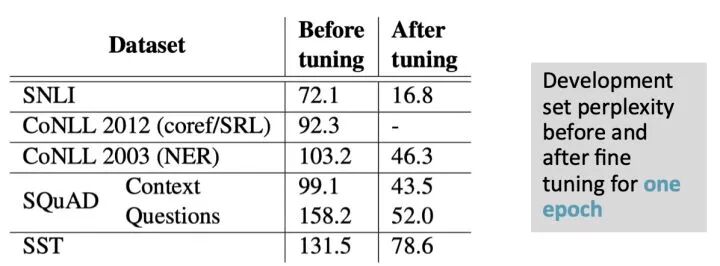 Dataset Before tuning After tuning
SNLI 72.1 16.8
CoNLL 2012 (coref/SRL) 92.3 -
CoNLL 2003 (NER) 103.2 46.3
SQuAD Context 99.1 43.5
Questions 158.2 52.0
SST 131.5 78.6
Development
set perplexity
before and
after fine
tuning for one
epoch